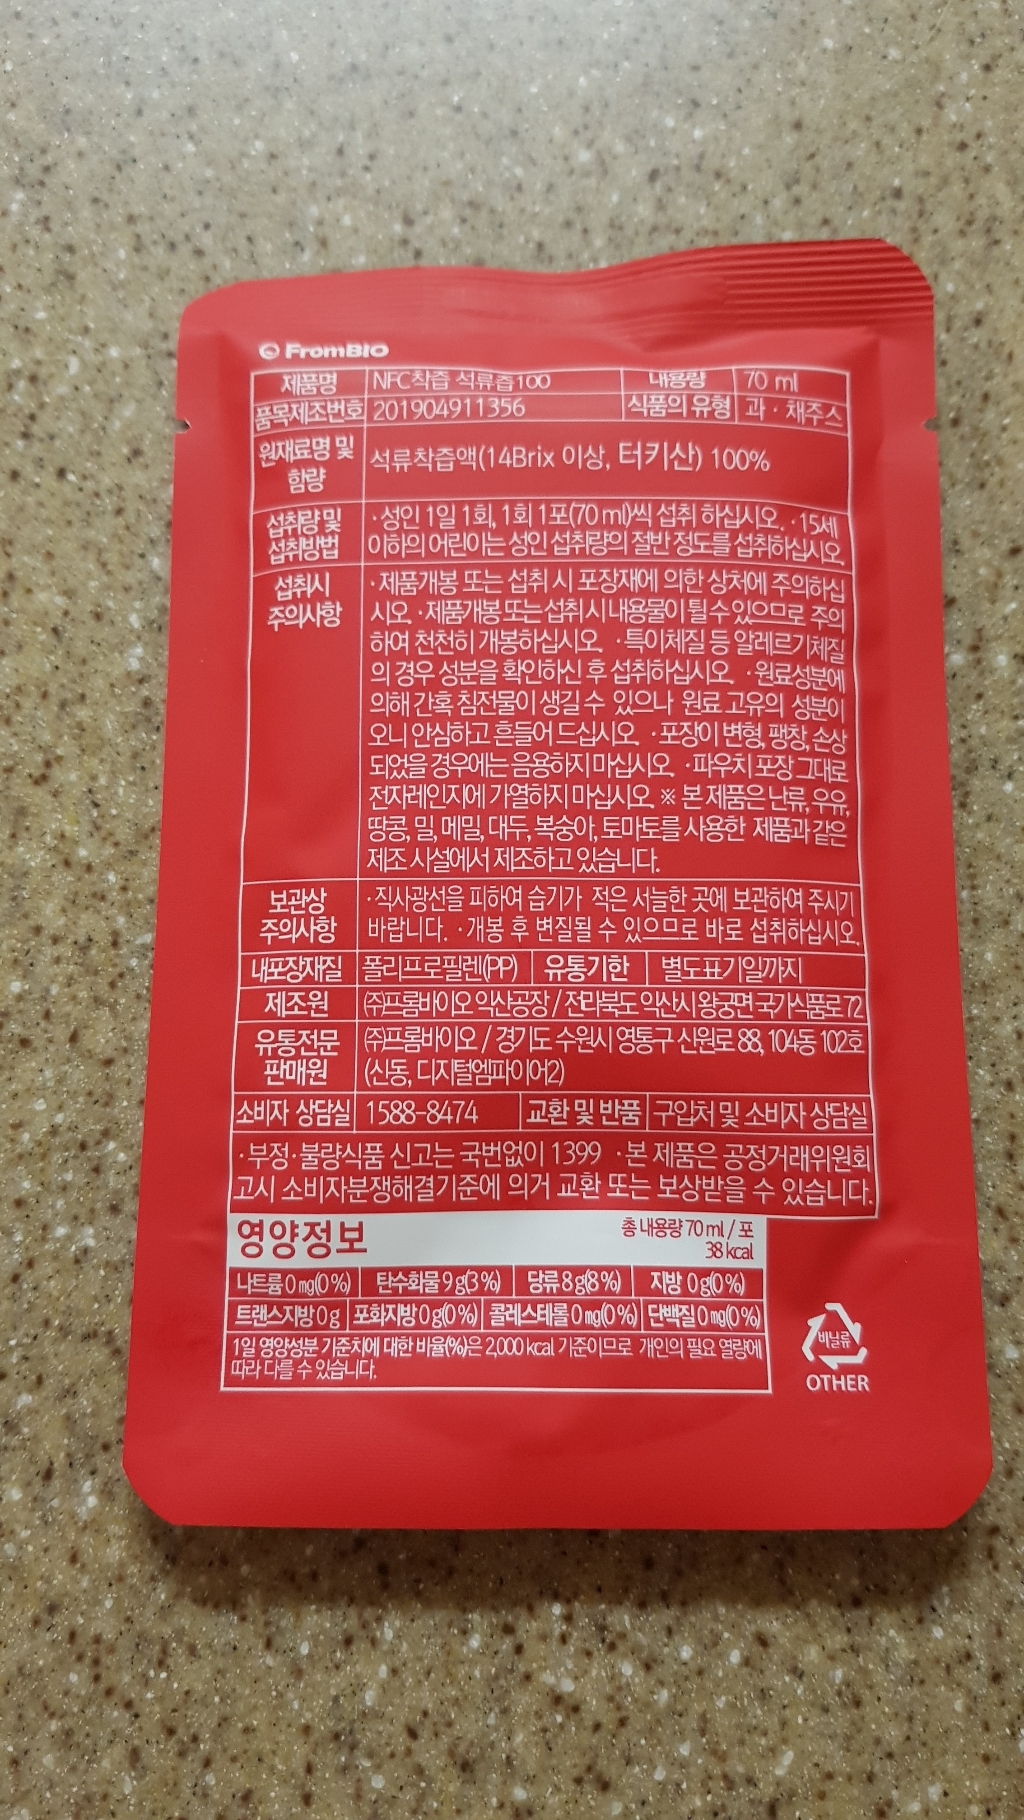 FromBIO
제품명 NFC착즙 석류즙100 내용량 70 ml
품목제조번호 201904911356 식품의 유형 과 · 채주스
원재료명 및 함량 석류착즙액(14Brix 이상, 터키산) 100%
섭취량 및 섭취방법 · 성인 1일 1회, 1회 1포(70 ml)씩 섭취 하십시오. · 15세
이하의 어린이는 성인 섭취량의 절반 정도를 섭취하십시오.
섭취시 주의사항 · 제품개봉 또는 섭취 시 포장재에 의한 상처에 주의하십
시오. · 제품개봉 또는 섭취 시 내용물이 튈 수 있으므로 주의
하여 천천히 개봉하십시오. · 특이체질 등 알레르기체질
의 경우 성분을 확인하신 후 섭취하십시오. · 원료성분에
의해 간혹 침전물이 생길 수 있으나 원료 고유의 성분이
오니 안심하고 흔들어 드십시오. · 포장이 변형, 팽창, 손상
되었을 경우에는 음용하지 마십시오. · 파우치 포장 그대로
전자레인지에 가열하지 마십시오. ※ 본 제품은 난류, 우유,
땅콩, 밀, 메밀, 대두, 복숭아, 토마토를 사용한 제품과 같은
제조 시설에서 제조하고 있습니다.
보관상 주의사항 · 직사광선을 피하여 습기가 적은 서늘한 곳에 보관하여 주시기
바랍니다. · 개봉 후 변질될 수 있으므로 바로 섭취하십시오.
내포장재질 폴리프로필렌(PP) 유통기한 별도표기일까지
제조원 ㈜프롬바이오 익산공장 / 전라북도 익산시 왕궁면 국가식품로 72
유통전문 판매원 ㈜프롬바이오 / 경기도 수원시 영통구 신원로 88, 104동 102호
(신동, 디지털엠파이어2)
소비자 상담실 1588-8474 교환 및 반품 구입처 및 소비자 상담실
· 부정·불량식품 신고는 국번없이 1399 · 본 제품은 공정거래위원회
고시 소비자분쟁해결기준에 의거 교환 또는 보상받을 수 있습니다.
영양정보 총 내용량 70 ml / 포
38 kcal
나트륨 0 mg(0 %) 탄수화물 9 g(3 %) 당류 8 g(8 %) 지방 0 g(0 %)
트랜스지방 0 g 포화지방 0 g(0 %) 콜레스테롤 0 mg(0 %) 단백질 0 mg(0 %)
1일 영양성분 기준치에 대한 비율(%)은 2,000 kcal 기준이므로 개인의 필요 열량에
따라 다를 수 있습니다.
비닐류
OTHER